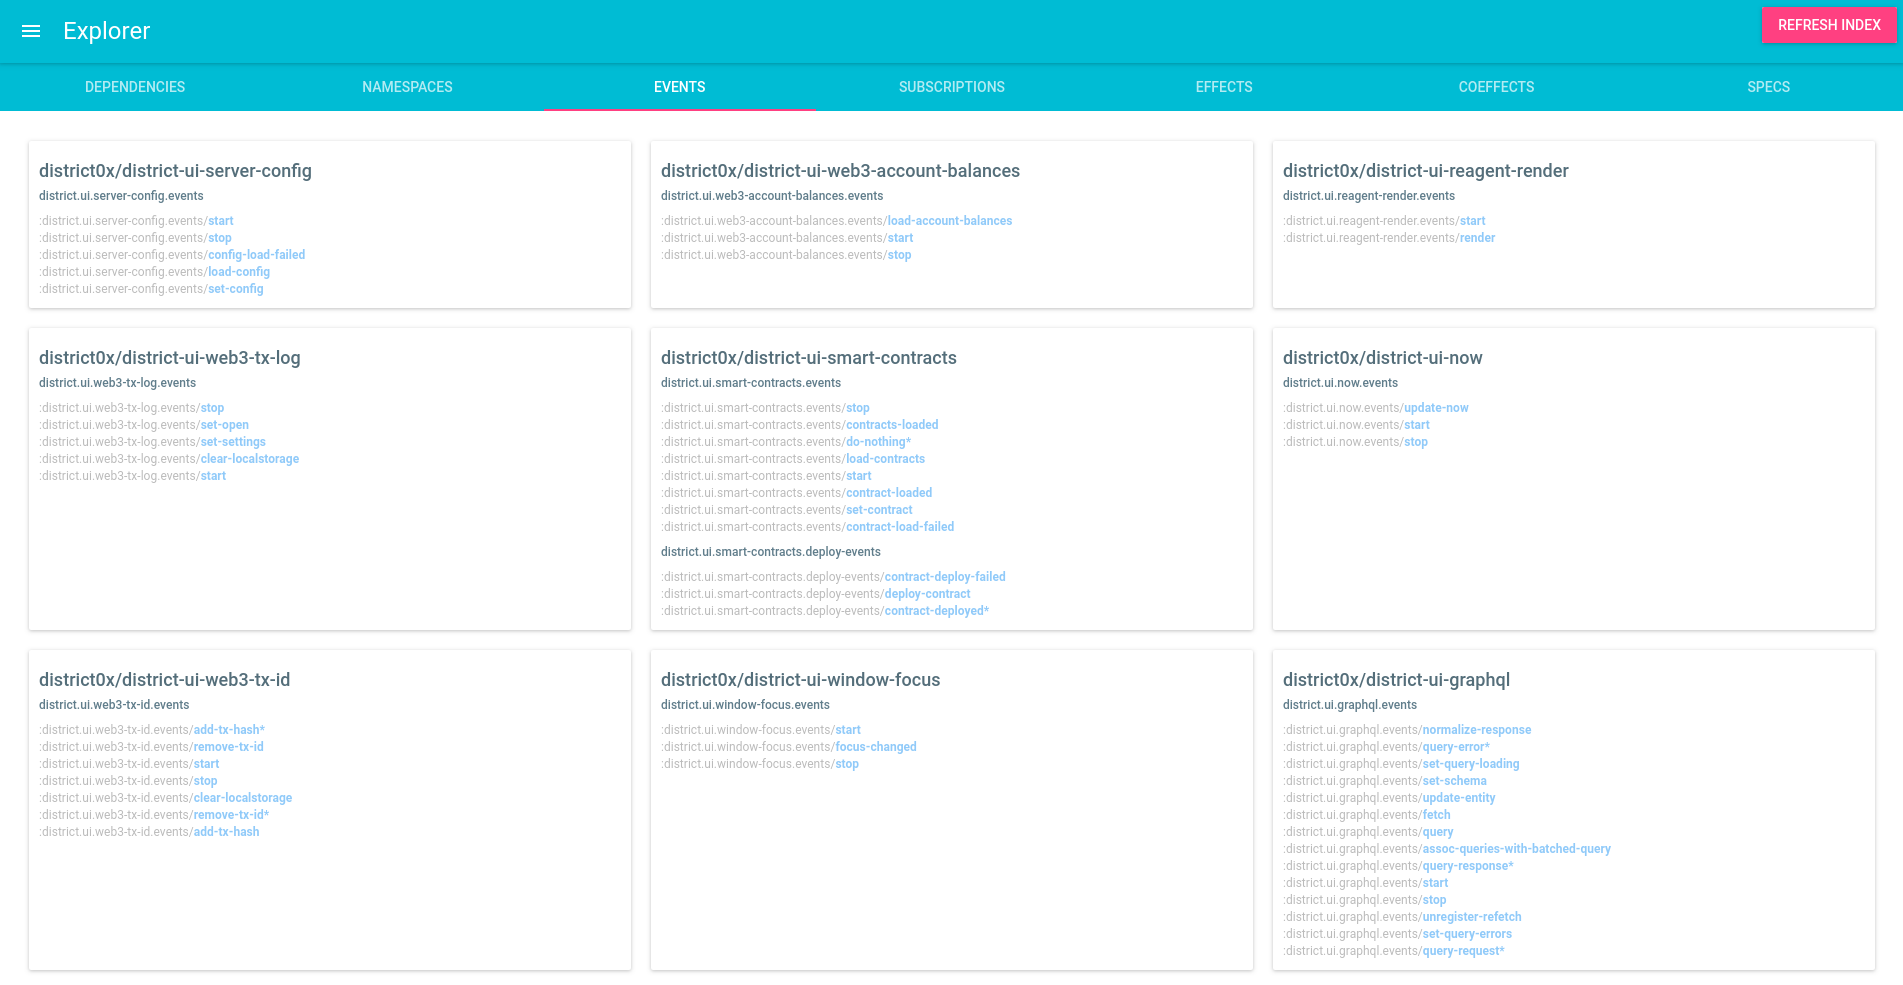 Explorer
REFRESH INDEX
DEPENDENCIES
NAMESPACES
EVENTS
SUBSCRIPTIONS
EFFECTS
COEFFECTS
SPECS
district0x/district-ui-server-config
district.ui.server-config.events
:district.ui.server-config.events/start
:district.ui.server-config.events/stop
:district.ui.server-config.events/config-load-failed
:district.ui.server-config.events/load-config
:district.ui.server-config.events/set-config
district0x/district-ui-web3-account-balances
district.ui.web3-account-balances.events
:district.ui.web3-account-balances.events/load-account-balances
:district.ui.web3-account-balances.events/start
:district.ui.web3-account-balances.events/stop
district0x/district-ui-reagent-render
district.ui.reagent-render.events
:district.ui.reagent-render.events/start
:district.ui.reagent-render.events/render
district0x/district-ui-web3-tx-log
district.ui.web3-tx-log.events
:district.ui.web3-tx-log.events/stop
:district.ui.web3-tx-log.events/set-open
:district.ui.web3-tx-log.events/set-settings
:district.ui.web3-tx-log.events/clear-localstorage
:district.ui.web3-tx-log.events/start
district0x/district-ui-smart-contracts
district.ui.smart-contracts.events
:district.ui.smart-contracts.events/stop
:district.ui.smart-contracts.events/contracts-loaded
:district.ui.smart-contracts.events/do-nothing*
:district.ui.smart-contracts.events/load-contracts
:district.ui.smart-contracts.events/start
:district.ui.smart-contracts.events/contract-loaded
:district.ui.smart-contracts.events/set-contract
:district.ui.smart-contracts.events/contract-load-failed
district.ui.smart-contracts.deploy-events
:district.ui.smart-contracts.deploy-events/contract-deploy-failed
:district.ui.smart-contracts.deploy-events/deploy-contract
:district.ui.smart-contracts.deploy-events/contract-deployed*
district0x/district-ui-now
district.ui.now.events
:district.ui.now.events/update-now
:district.ui.now.events/start
:district.ui.now.events/stop
district0x/district-ui-web3-tx-id
district.ui.web3-tx-id.events
:district.ui.web3-tx-id.events/add-tx-hash*
:district.ui.web3-tx-id.events/remove-tx-id
:district.ui.web3-tx-id.events/start
:district.ui.web3-tx-id.events/stop
:district.ui.web3-tx-id.events/clear-localstorage
:district.ui.web3-tx-id.events/remove-tx-id*
:district.ui.web3-tx-id.events/add-tx-hash
district0x/district-ui-window-focus
district.ui.window-focus.events
:district.ui.window-focus.events/start
:district.ui.window-focus.events/focus-changed
:district.ui.window-focus.events/stop
district0x/district-ui-graphql
district.ui.graphql.events
:district.ui.graphql.events/normalize-response
:district.ui.graphql.events/query-error*
:district.ui.graphql.events/set-query-loading
:district.ui.graphql.events/set-schema
:district.ui.graphql.events/update-entity
:district.ui.graphql.events/fetch
:district.ui.graphql.events/query
:district.ui.graphql.events/assoc-queries-with-batched-query
:district.ui.graphql.events/query-response*
:district.ui.graphql.events/start
:district.ui.graphql.events/stop
:district.ui.graphql.events/unregister-refetch
:district.ui.graphql.events/set-query-errors
:district.ui.graphql.events/query-request*